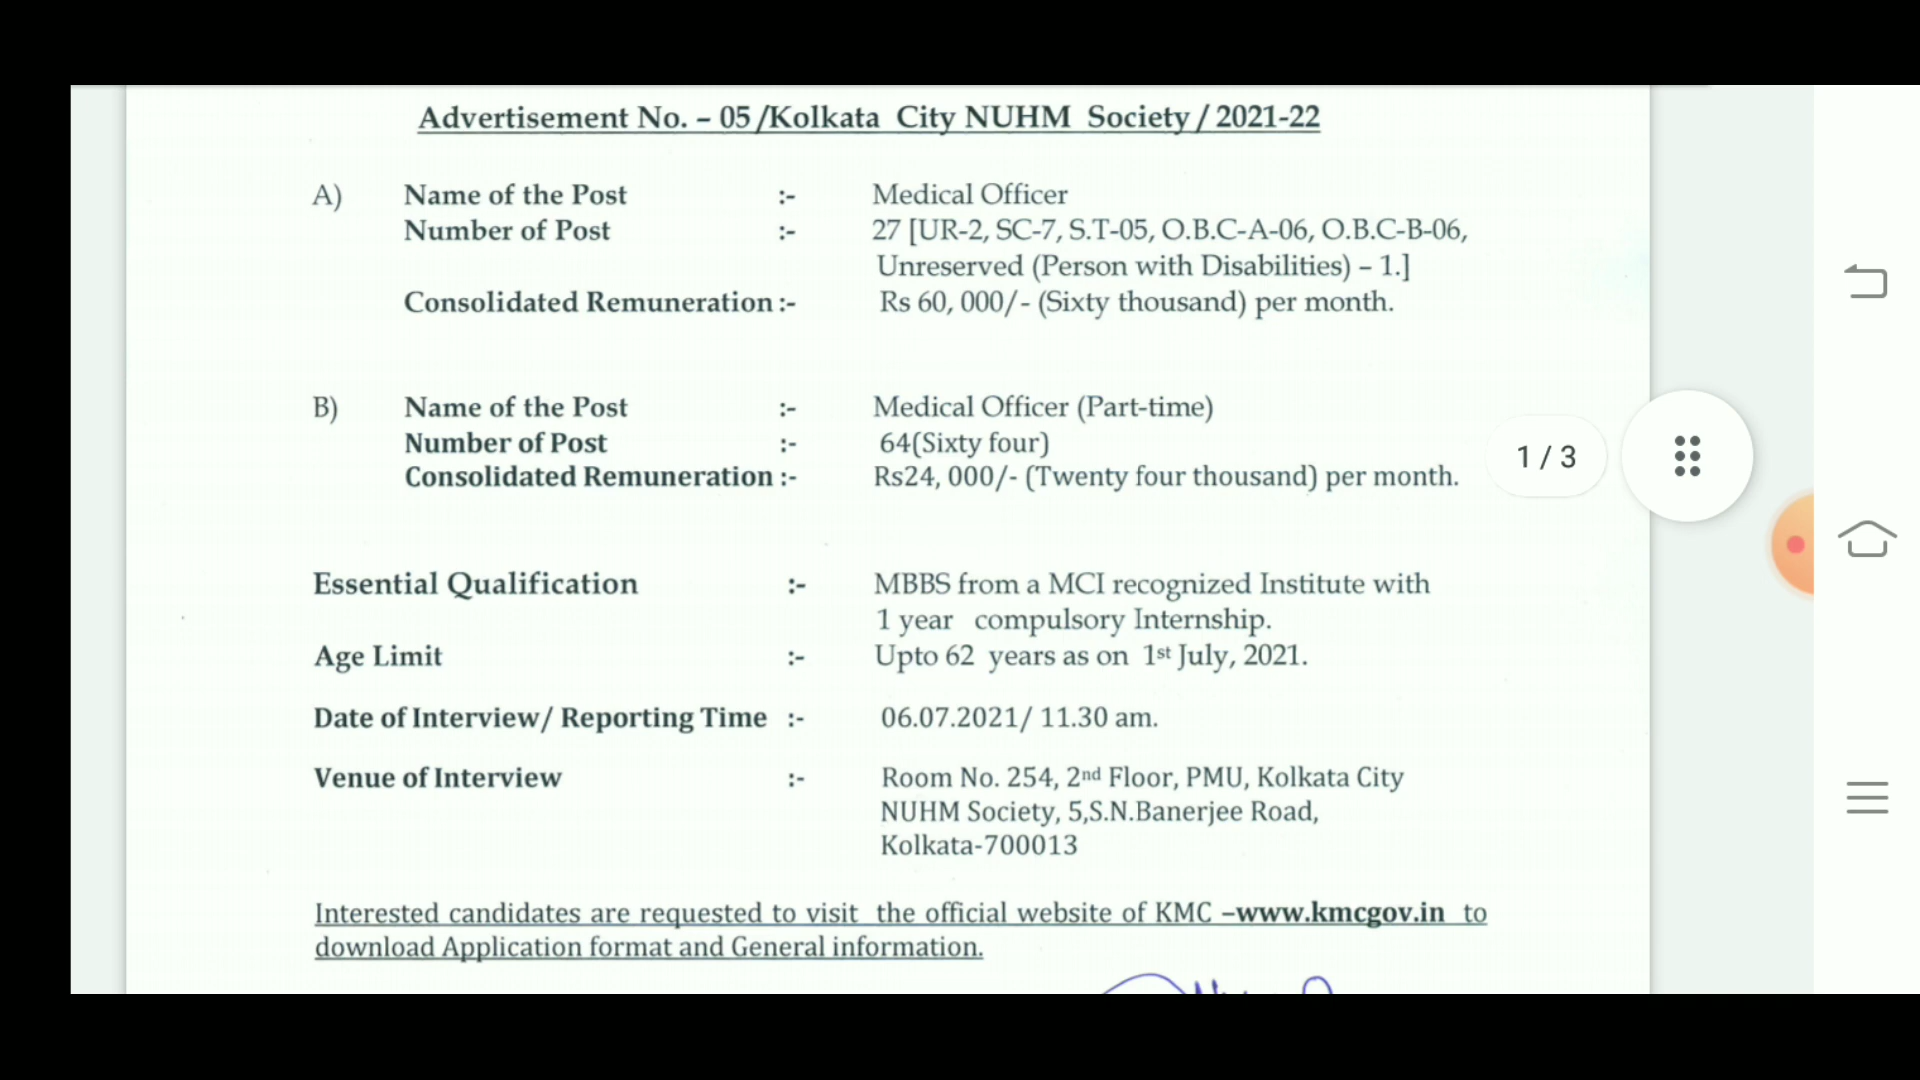 Advertisement No. – 05 /Kolkata City NUHM Society / 2021-22
A) Name of the Post :- Medical Officer
Number of Post :- 27 [UR-2, SC-7, S.T-05, O.B.C-A-06, O.B.C-B-06,
Unreserved (Person with Disabilities) – 1.]
Consolidated Remuneration :- Rs 60, 000/- (Sixty thousand) per month.
B) Name of the Post :- Medical Officer (Part-time)
Number of Post :- 64(Sixty four)
Consolidated Remuneration :- Rs24, 000/- (Twenty four thousand) per month.
1 / 3
Essential Qualification :- MBBS from a MCI recognized Institute with
1 year compulsory Internship.
Age Limit :- Upto 62 years as on 1st July, 2021.
Date of Interview/ Reporting Time :- 06.07.2021/ 11.30 am.
Venue of Interview :- Room No. 254, 2nd Floor, PMU, Kolkata City
NUHM Society, 5,S.N.Banerjee Road,
Kolkata-700013
Interested candidates are requested to visit the official website of KMC –www.kmcgov.in to
download Application format and General information.